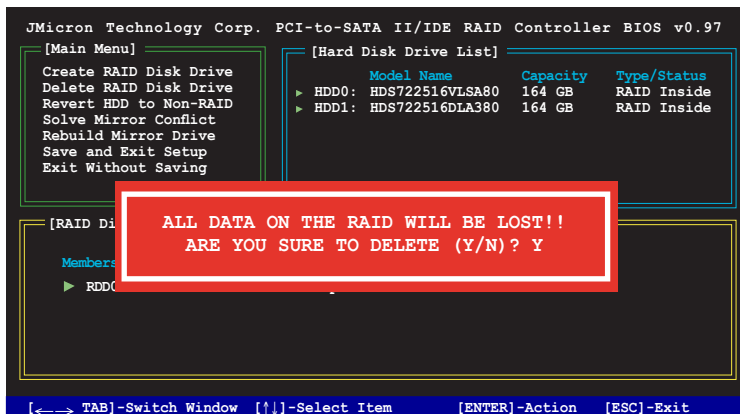 JMicron Technology Corp. PCI-to-SATA II/IDE RAID Controller BIOS v0.97
[Main Menu]
Create RAID Disk Drive
Delete RAID Disk Drive
Revert HDD to Non-RAID
Solve Mirror Conflict
Rebuild Mirror Drive
Save and Exit Setup
Exit Without Saving
[Hard Disk Drive List]
Model Name Capacity Type/Status
▶ HDD0: HDS722516VLSA80 164 GB RAID Inside
▶ HDD1: HDS722516DLA380 164 GB RAID Inside
[RAID Di
ALL DATA ON THE RAID WILL BE LOST!!
ARE YOU SURE TO DELETE (Y/N)? Y
Members
▶ RDD0
[←→ TAB]-Switch Window [↑↓]-Select Item [ENTER]-Action [ESC]-Exit